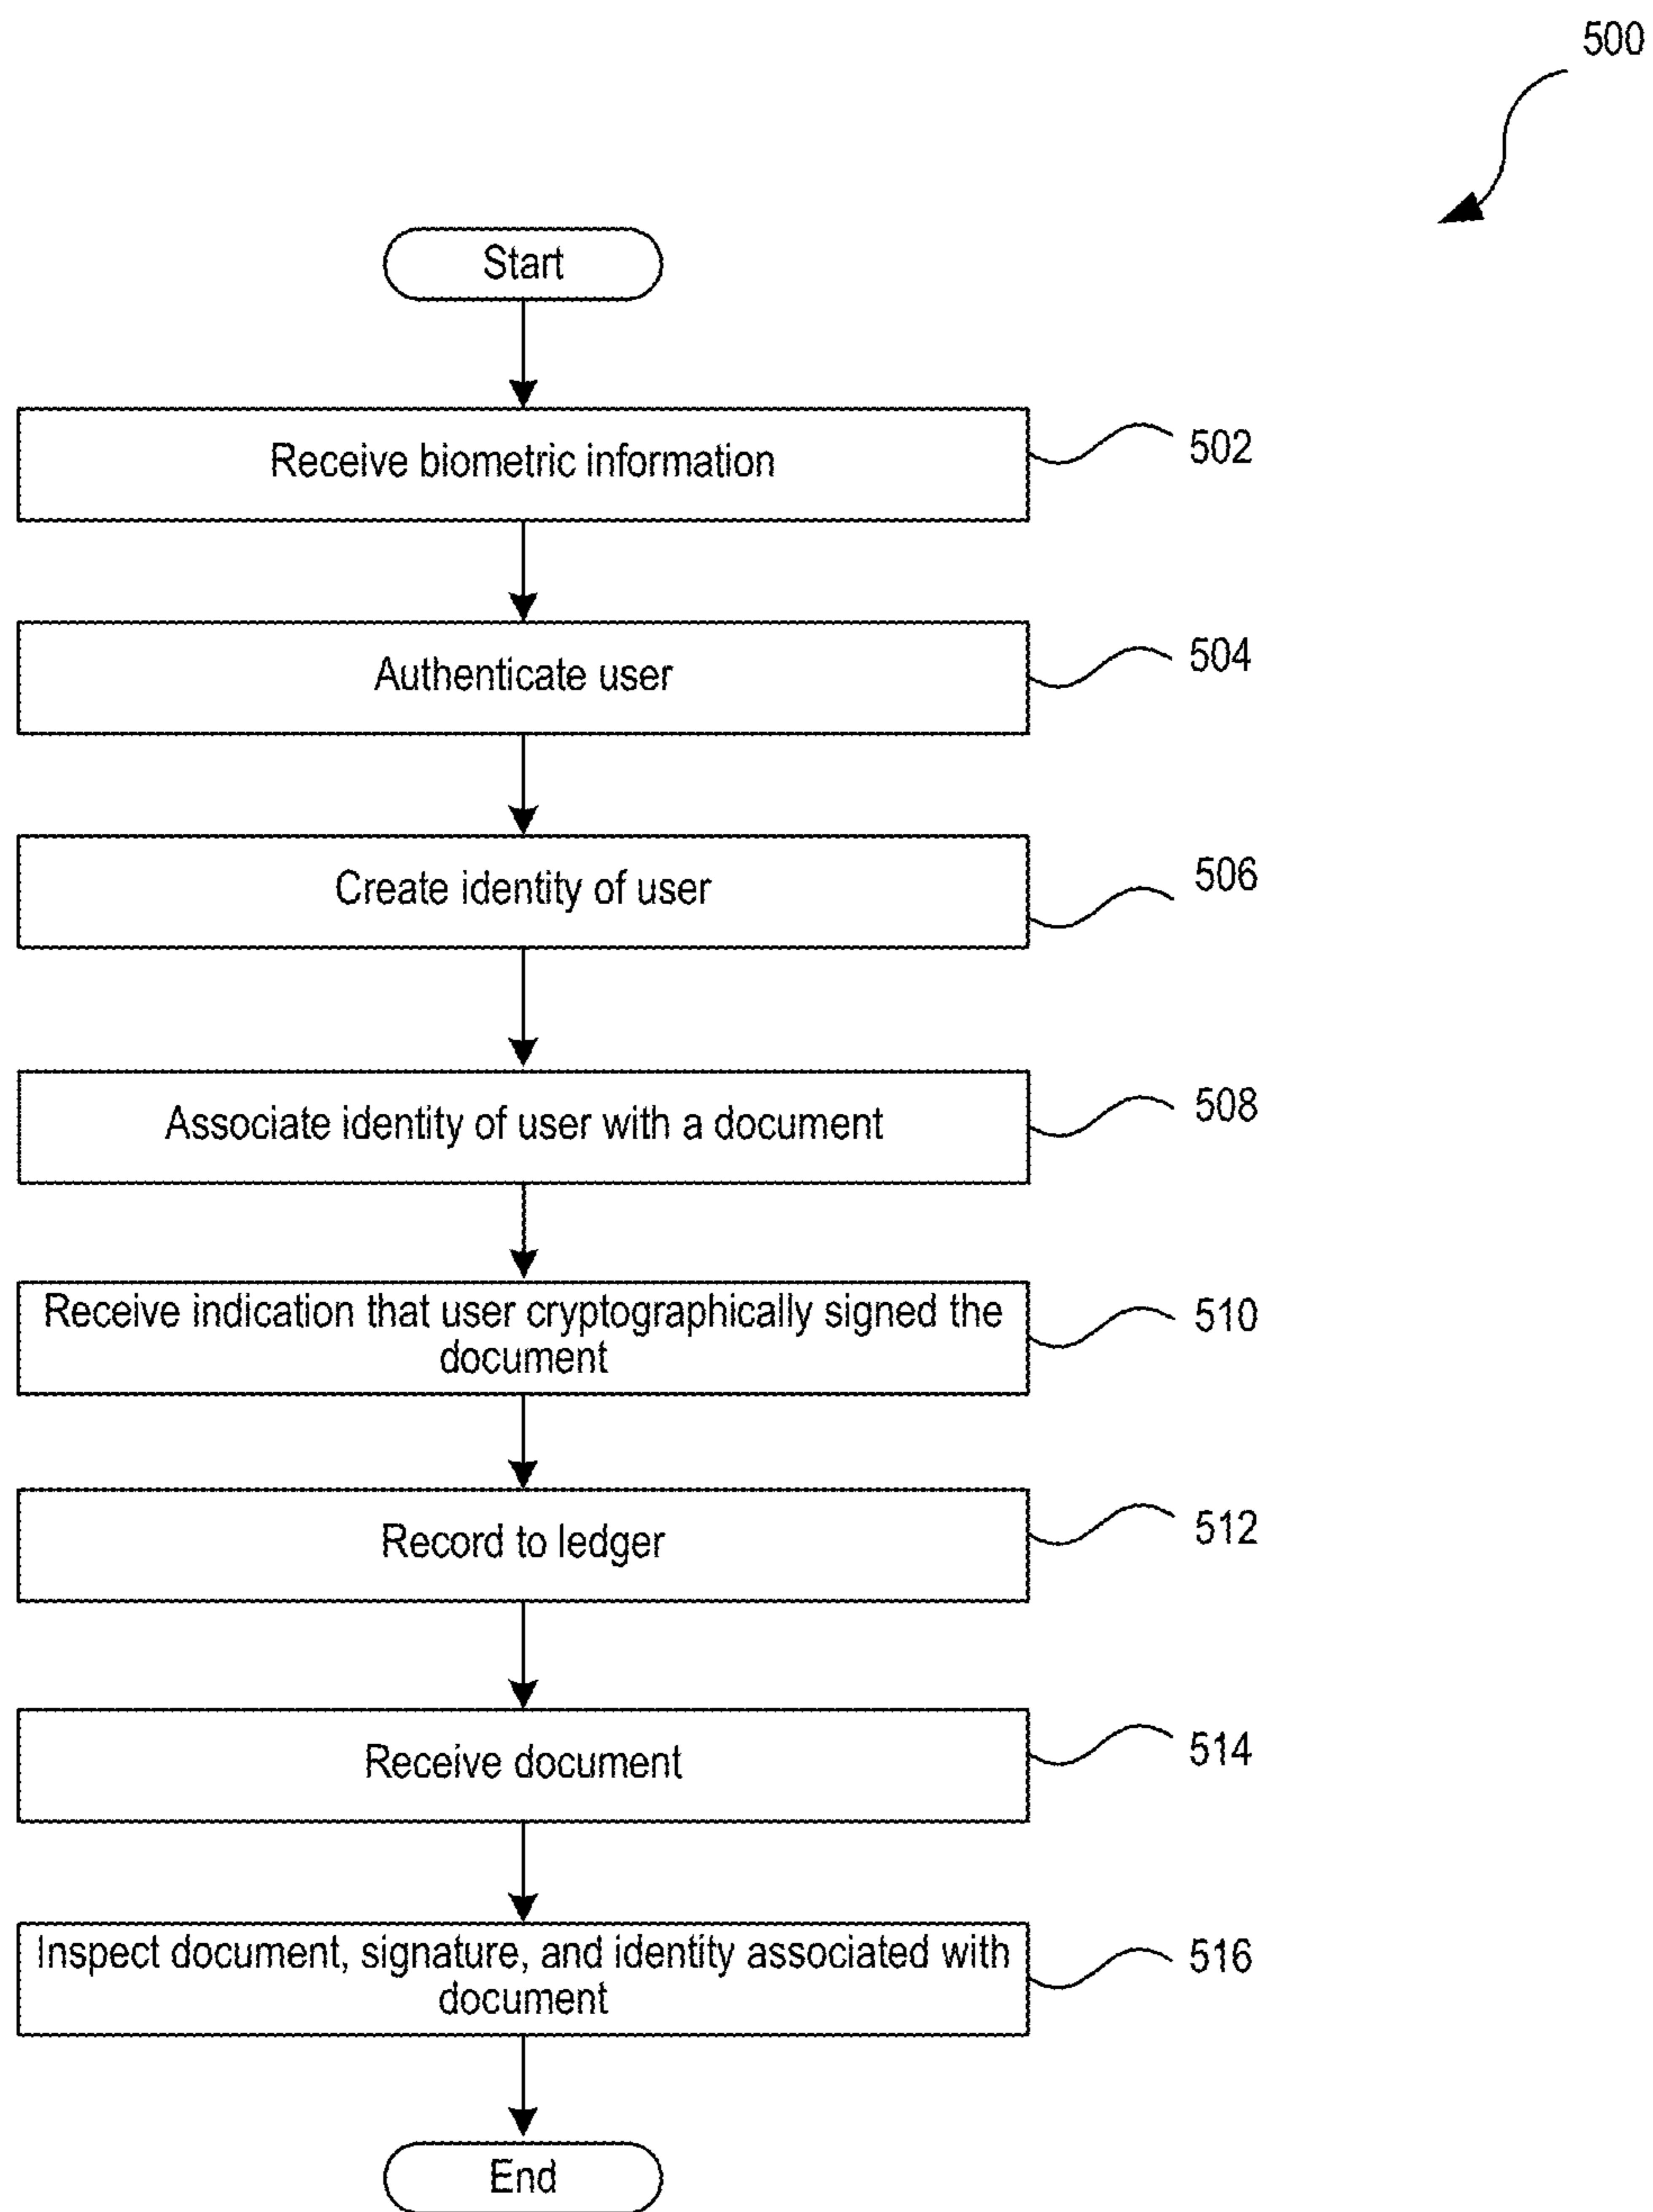 500
Start
Receive biometric information
502
Authenticate user
504
Create identity of user
506
Associate identity of user with a document
508
Receive indication that user cryptographically signed the
document
510
Record to ledger
512
Receive document
514
Inspect document, signature, and identity associated with
document
516
End